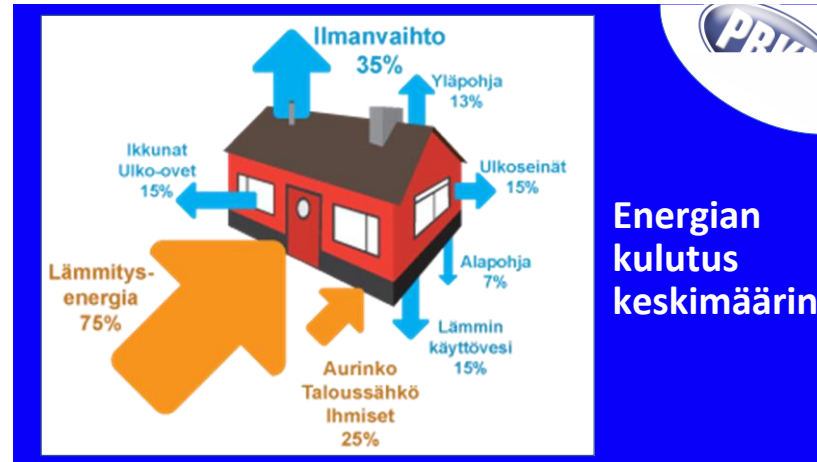 Ilmanvaihto
35%
Yläpohja
13%
Ikkunat
Ulko-ovet
15%
Ulkoseinät
15%
Lämmitys-
energia
75%
Alapohja
7%
Lämmin
käyttövesi
15%
Aurinko
Taloussähkö
Ihmiset
25%
Energian
kulutus
keskimäärin